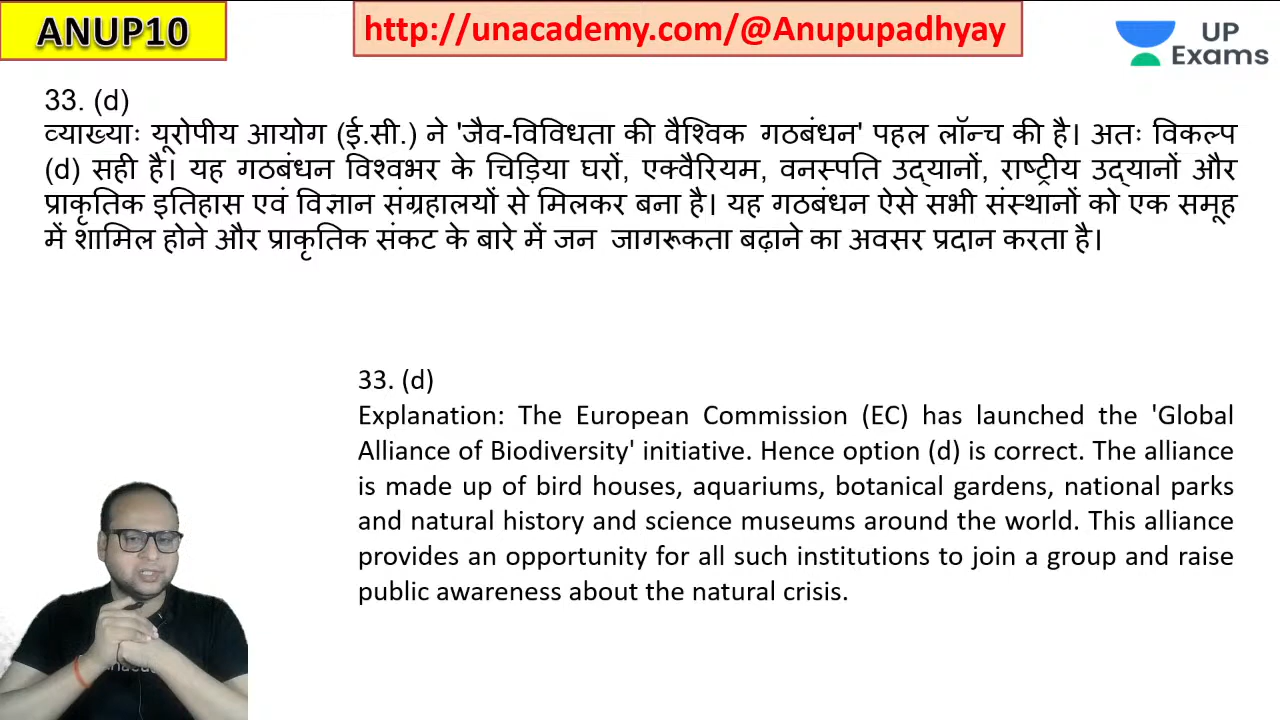 ANUP10
http://unacademy.com/@Anupupadhyay
UP
Exams
33. (d)
व्याख्याः यूरोपीय आयोग (ई.सी.) ने 'जैव-विविधता की वैश्विक गठबंधन' पहल लॉन्च की है। अतः विकल्प
(d) सही है। यह गठबंधन विश्वभर के चिड़िया घरों, एक्वैरियम, वनस्पति उद्यानों, राष्ट्रीय उद्यानों और
प्राकृतिक इतिहास एवं विज्ञान संग्रहालयों से मिलकर बना है। यह गठबंधन ऐसे सभी संस्थानों को एक समूह
में शामिल होने और प्राकृतिक संकट के बारे में जन जागरूकता बढ़ाने का अवसर प्रदान करता है।
33. (d)
Explanation: The European Commission (EC) has launched the 'Global
Alliance of Biodiversity' initiative. Hence option (d) is correct. The alliance
is made up of bird houses, aquariums, botanical gardens, national parks
and natural history and science museums around the world. This alliance
provides an opportunity for all such institutions to join a group and raise
public awareness about the natural crisis.